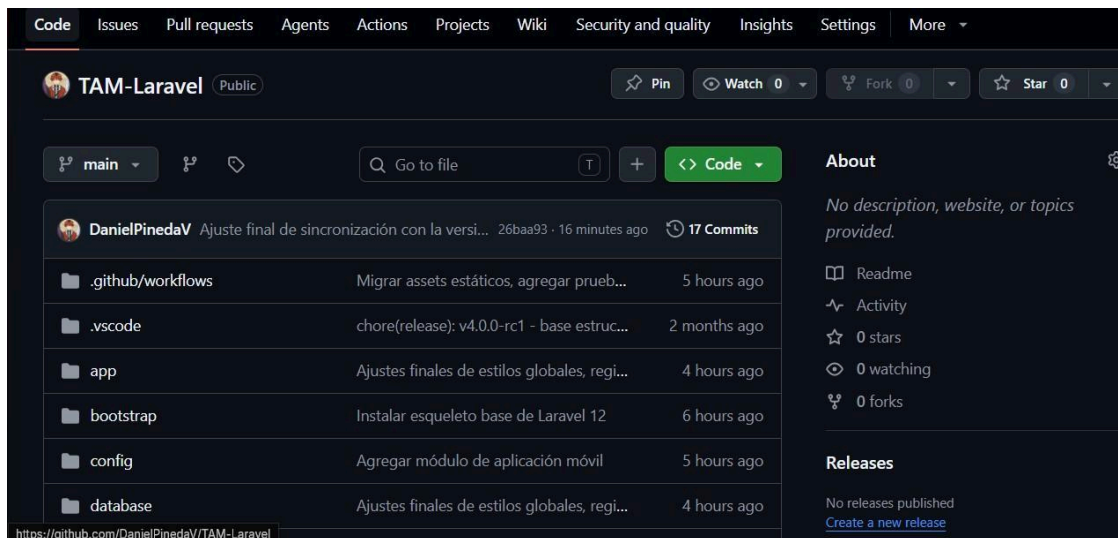 Code Issues Pull requests Agents Actions Projects Wiki Security and quality Insights Settings More
TAM-Laravel Public Pin Watch 0 Fork 0 Star 0
main Go to file T + <> Code
DanielPinedaV Ajuste final de sincronización con la versi... 26baa93 · 16 minutes ago 17 Commits
.github/workflows Migrar assets estáticos, agregar prueb... 5 hours ago
.vscode chore(release): v4.0.0-rc1 - base estruc... 2 months ago
app Ajustes finales de estilos globales, regi... 4 hours ago
bootstrap Instalar esqueleto base de Laravel 12 6 hours ago
config Agregar módulo de aplicación móvil 5 hours ago
database Ajustes finales de estilos globales, regi... 4 hours ago
https://github.com/DanielPinedaV/TAM-Laravel
About
No description, website, or topics
provided.
Readme
Activity
0 stars
0 watching
0 forks
Releases
No releases published
Create a new release